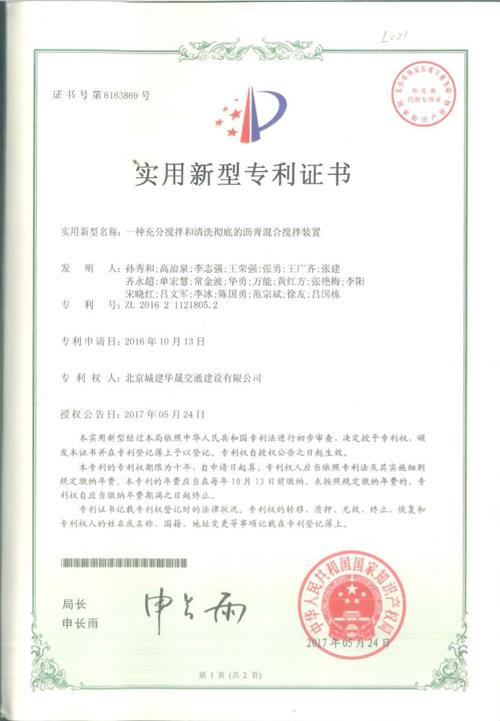 L021
证书号第6163869号
印花税
代扣专用章
国家知识产权局
实用新型专利证书
实用新型名称：一种充分搅拌和清洗彻底的沥青混合搅拌装置
发明人：孙秀和;高治泉;李志强;王荣强;张勇;王广齐;张建
齐永超;单宏慧;常金波;华勇;万能;黄红方;张艳梅;李阳
宋晓红;吕文军;李冰;陈国勇;范宗斌;徐友;吕国栋
专利号：ZL 2016 2 1121805.2
专利申请日：2016年10月13日
专利权人：北京城建华晟交通建设有限公司
授权公告日：2017年05月24日
本实用新型经过本局依照中华人民共和国专利法进行初步审查，决定授予专利权，颁
发本证书并在专利登记簿上予以登记。专利权自授权公告之日起生效。
本专利的专利权期限为十年，自申请日起算。专利权人应当依照专利法及其实施细则
规定缴纳年费。本专利的年费应当在每年10月13日前缴纳。未按照规定缴纳年费的，专
利权自应当缴纳年费期满之日起终止。
专利证书记载专利权登记时的法律状况。专利权的转移、质押、无效、终止、恢复和
专利权人的姓名或名称、国籍、地址变更等事项记载在专利登记簿上。
局长
申长雨
申长雨
中华人民共和国国家知识产权局
2017年05月24日
第1页(共2页)